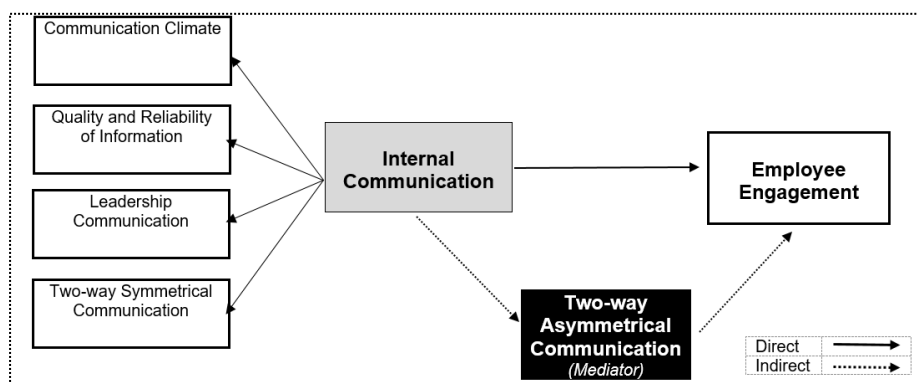 Communication Climate
Quality and Reliability
of Information
Leadership
Communication
Two-way Symmetrical
Communication
Internal
Communication
Employee
Engagement
Two-way
Asymmetrical
Communication
(Mediator)
Direct
Indirect